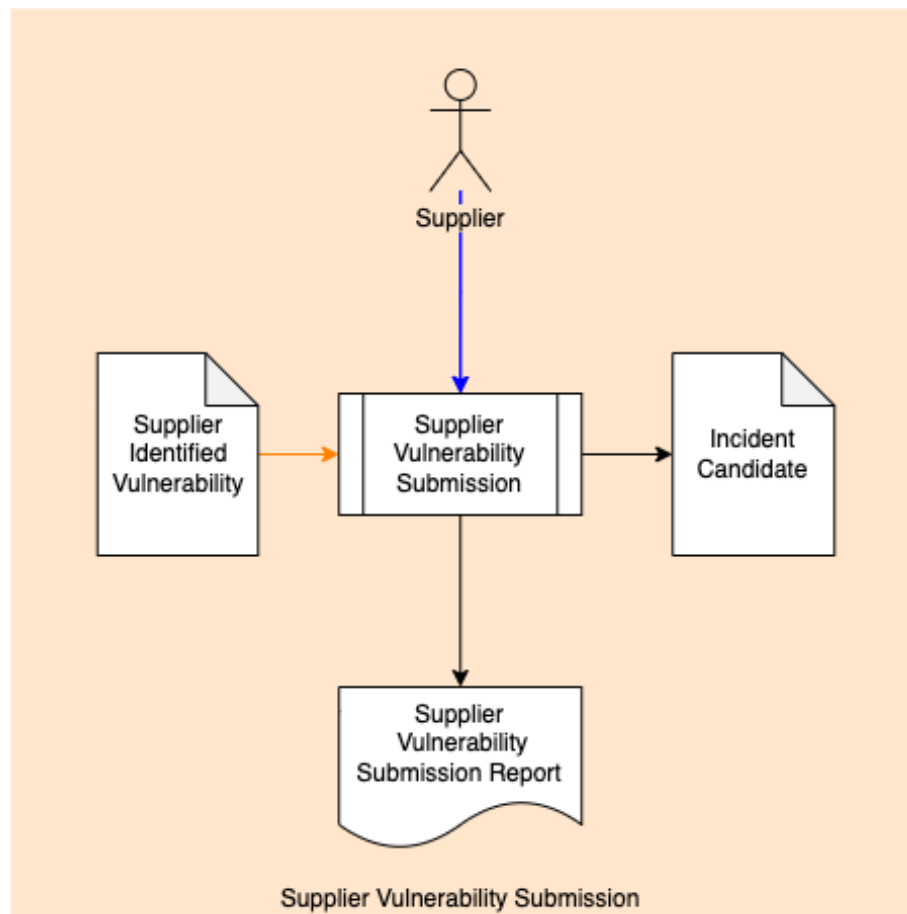 Supplier
Supplier
Identified
Vulnerability
Supplier
Vulnerability
Submission
Incident
Candidate
Supplier
Vulnerability
Submission Report
Supplier Vulnerability Submission